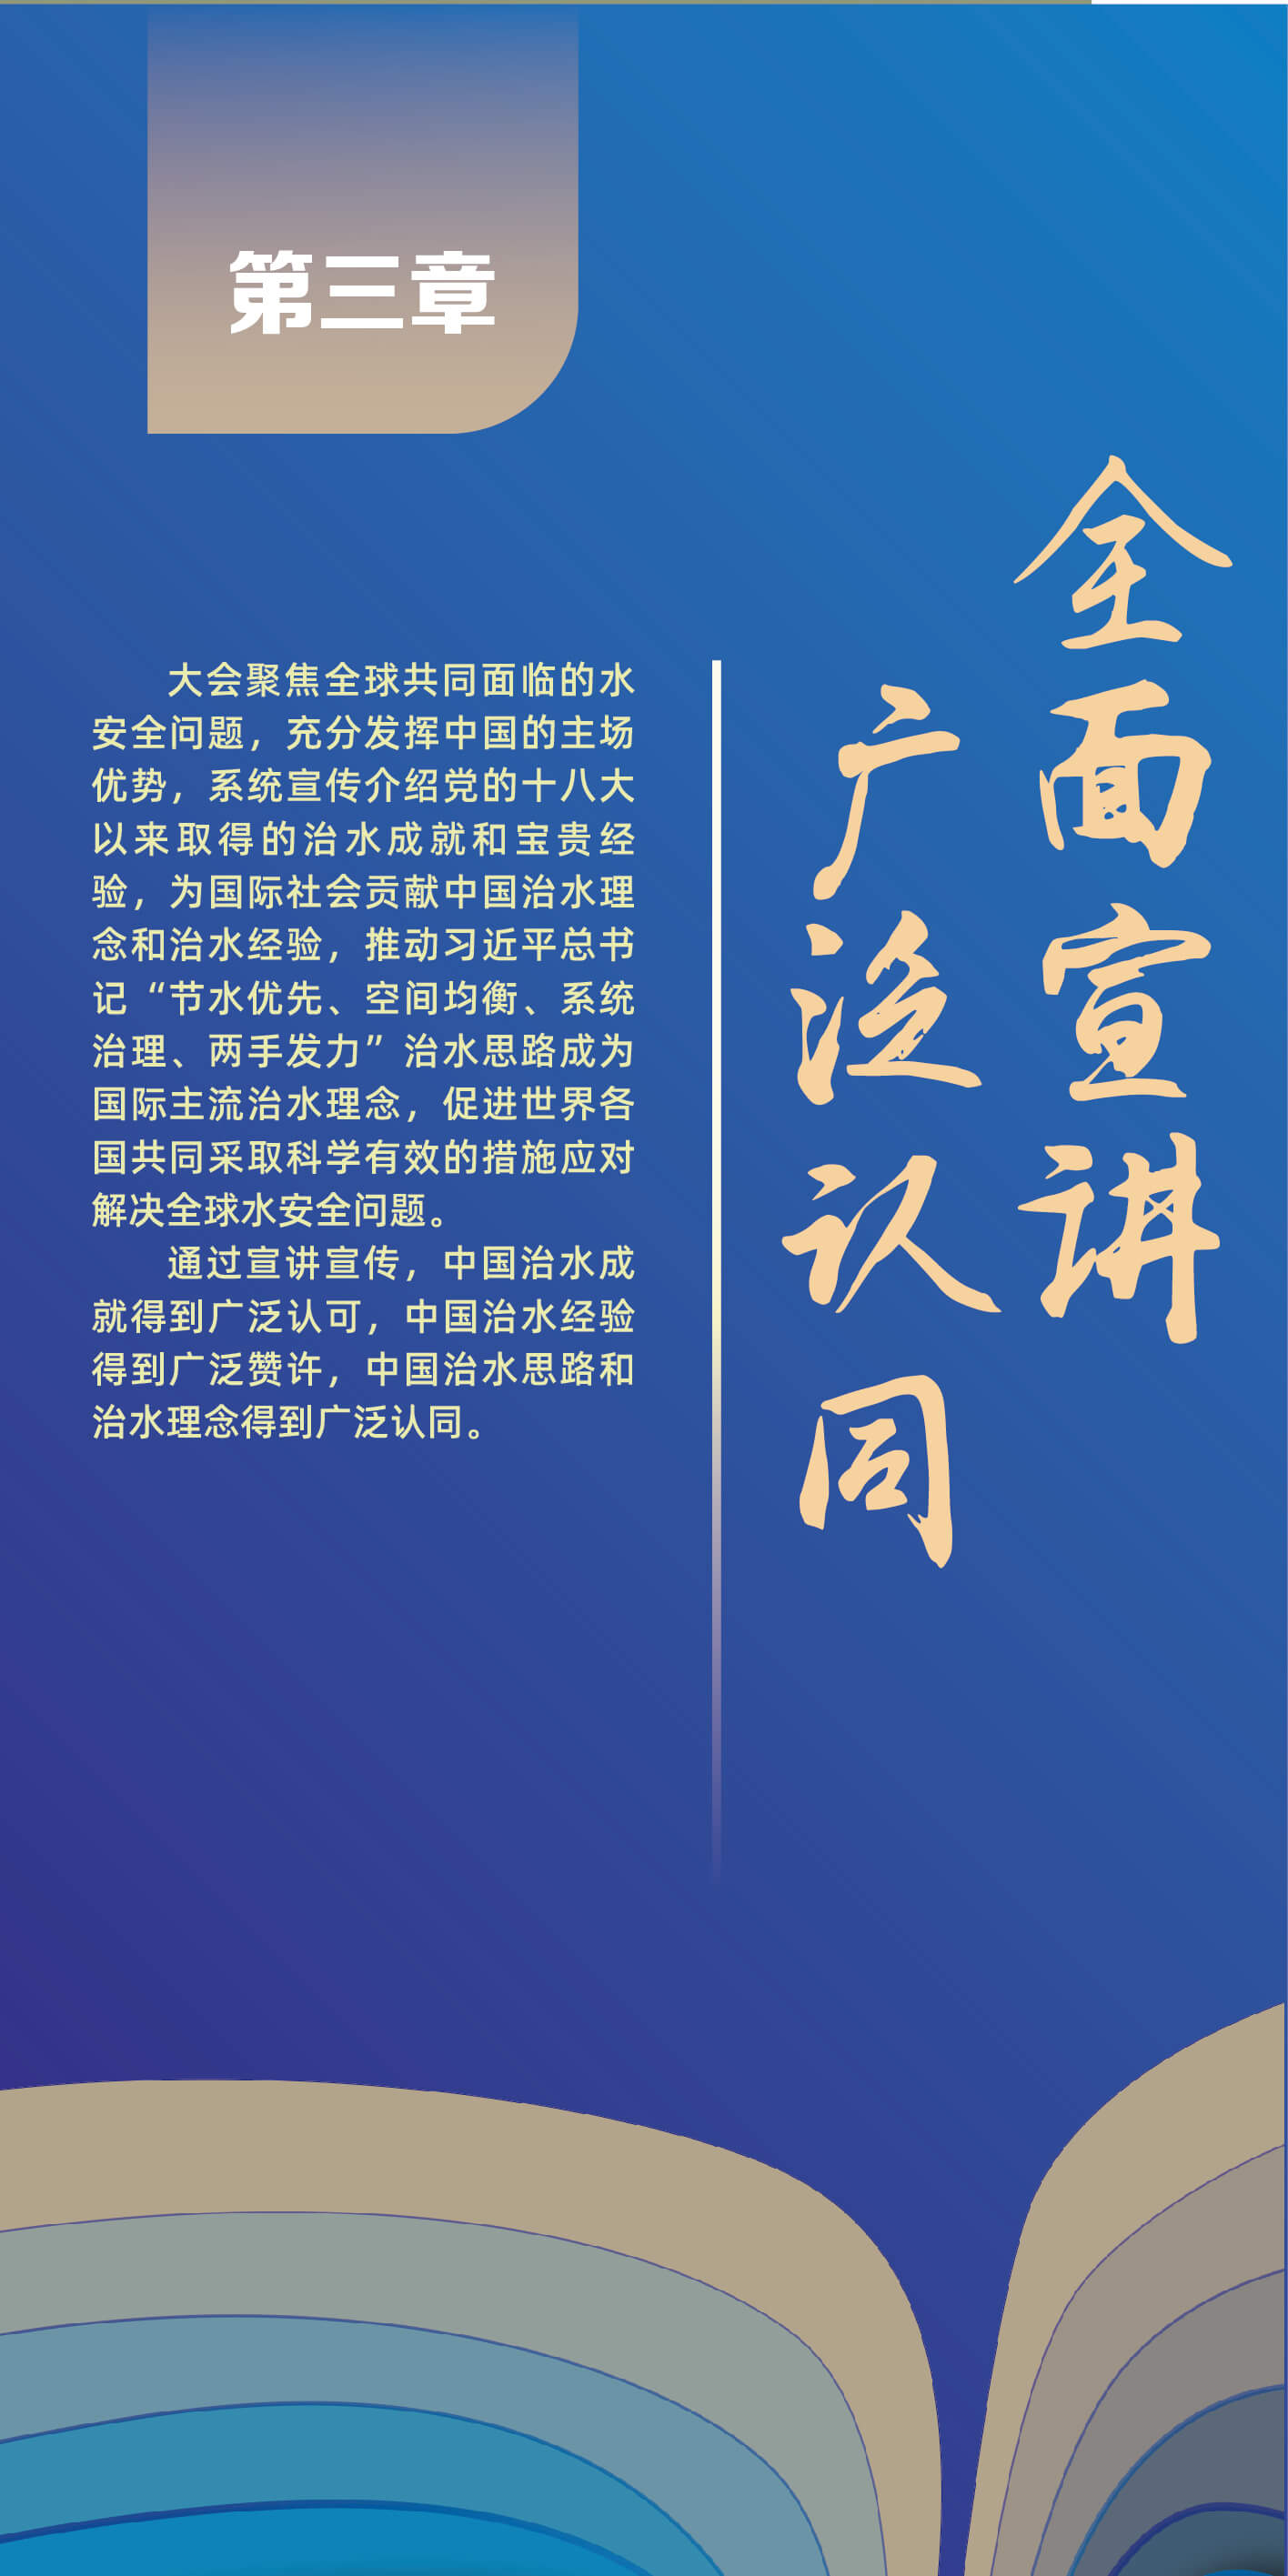 第三章
全面宣讲
广泛认同
大会聚焦全球共同面临的水
安全问题，充分发挥中国的主场
优势，系统宣传介绍党的十八大
以来取得的治水成就和宝贵经
验，为国际社会贡献中国治水理
念和治水经验，推动习近平总书
记“节水优先、空间均衡、系统
治理、两手发力”治水思路成为
国际主流治水理念，促进世界各
国共同采取科学有效的措施应对
解决全球水安全问题。
通过宣讲宣传，中国治水成
就得到广泛认可，中国治水经验
得到广泛赞许，中国治水思路和
治水理念得到广泛认同。